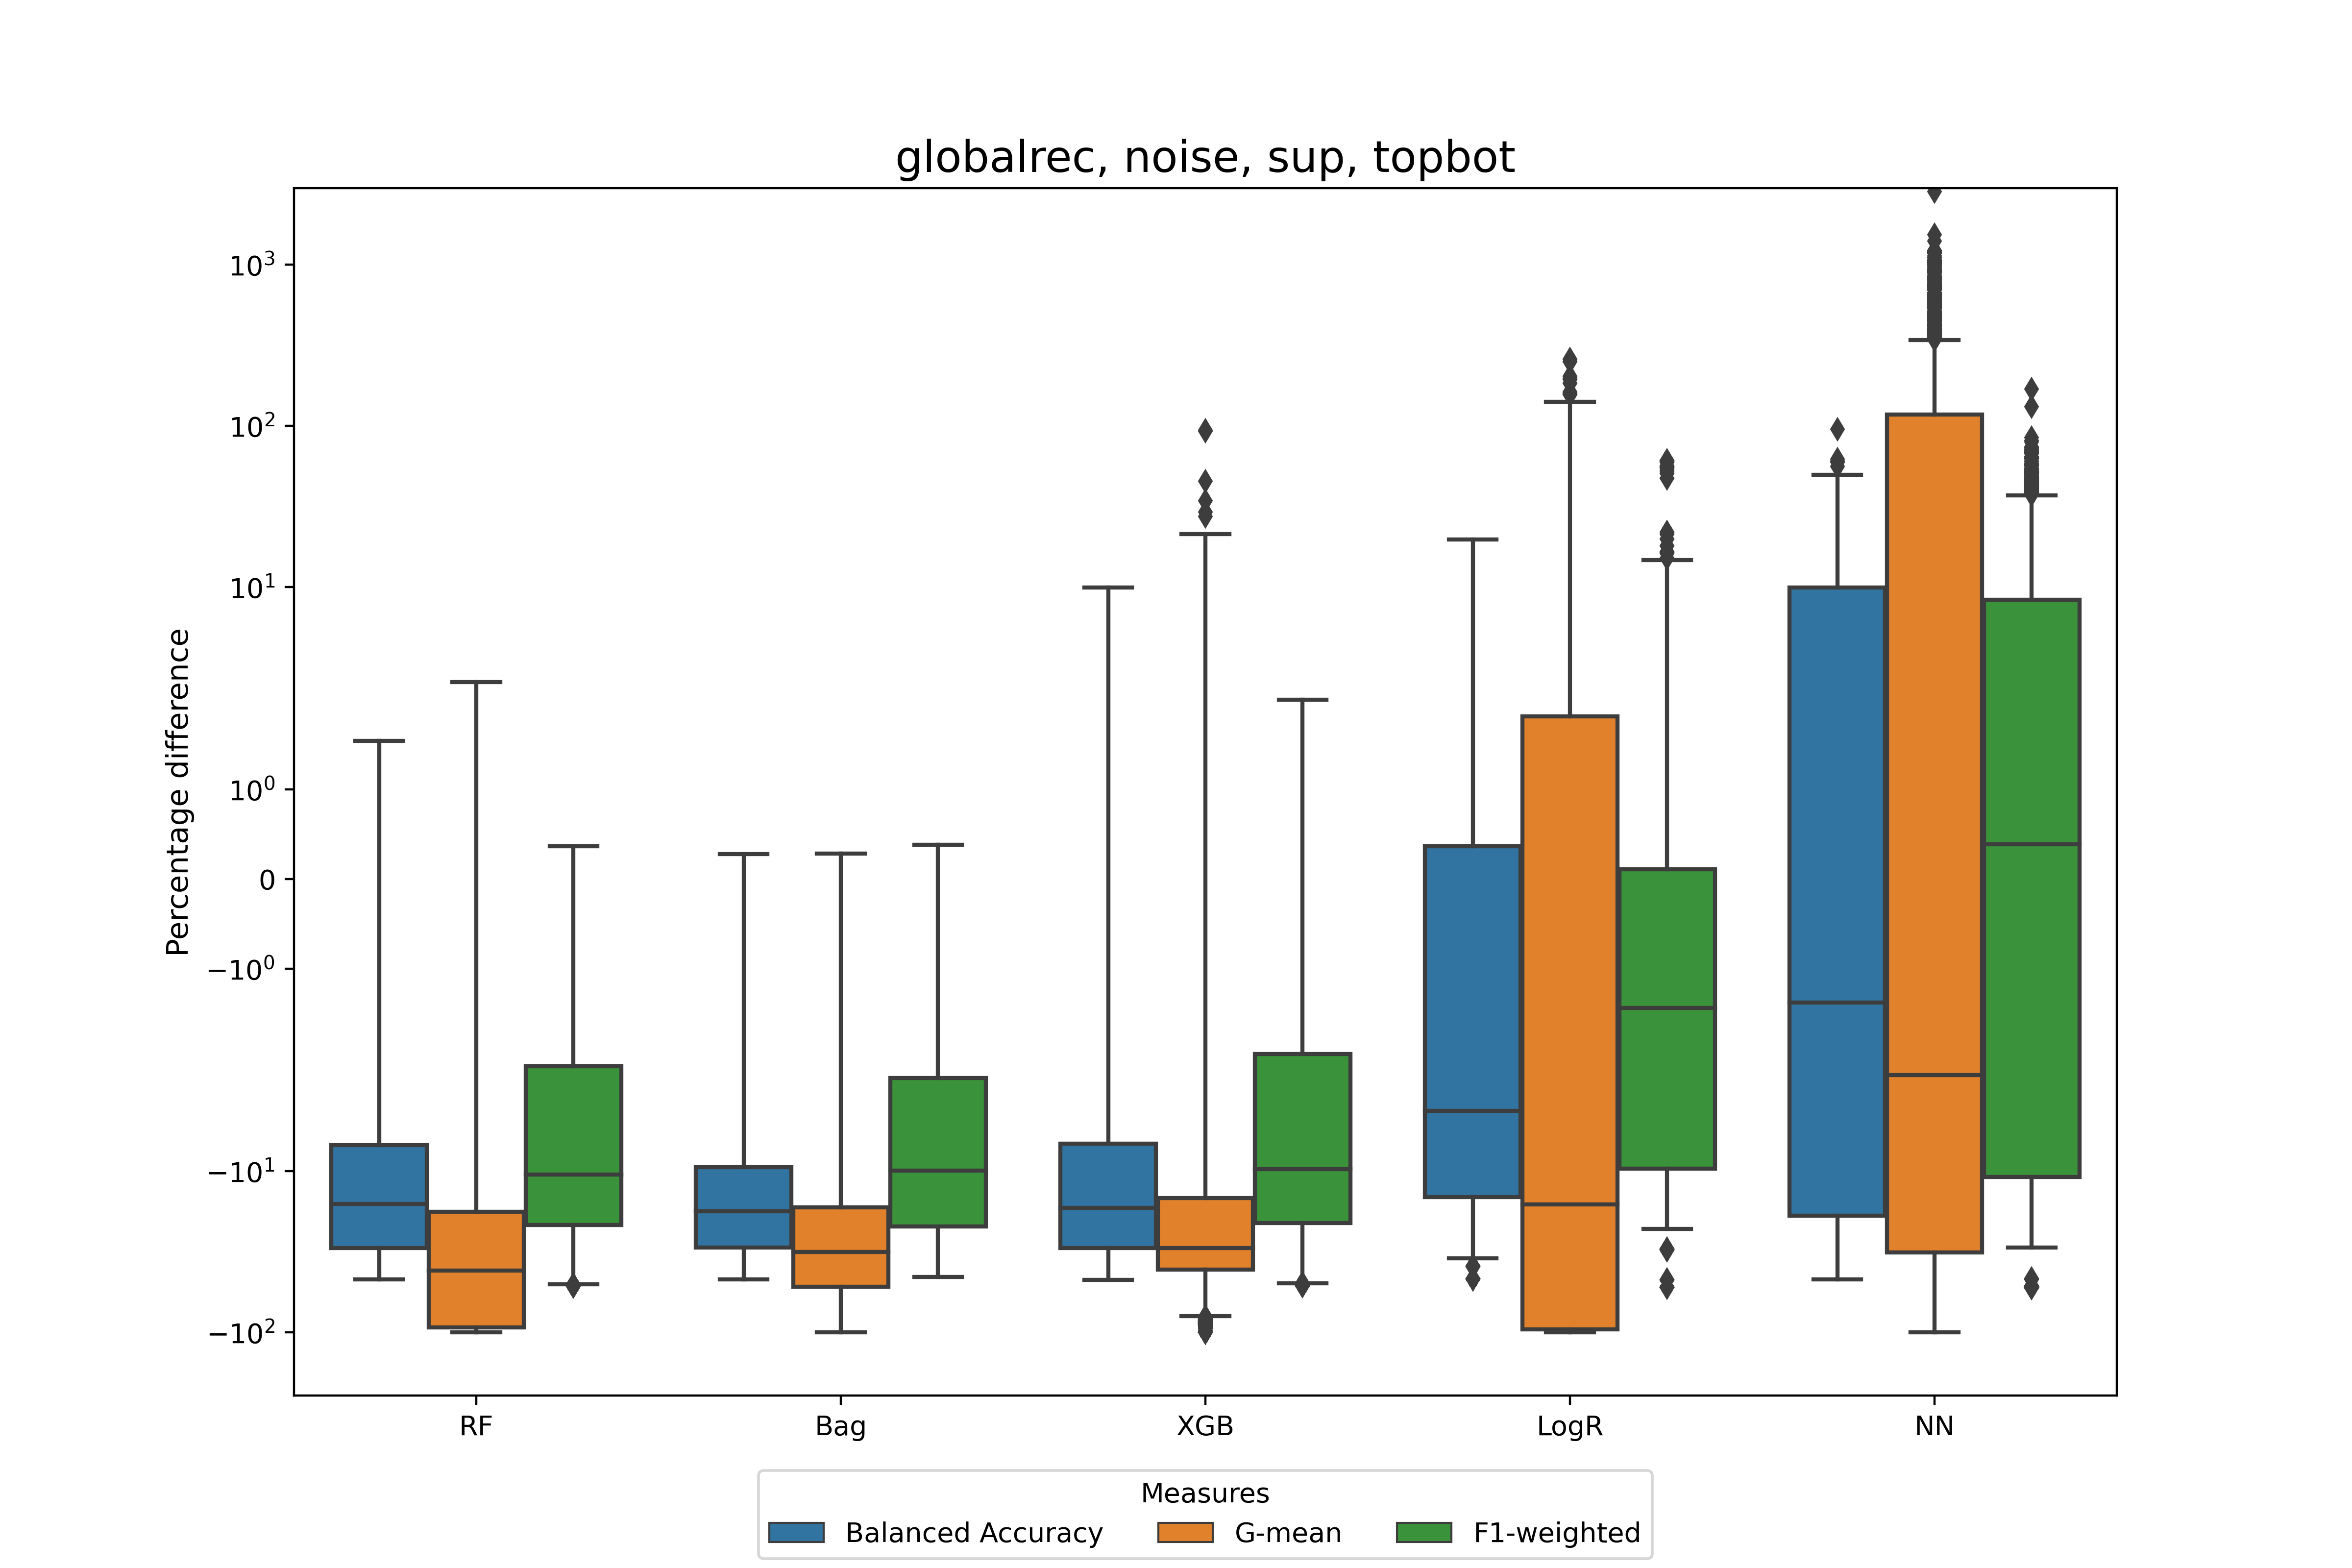 globalrec, noise, sup, topbot
Percentage difference
10³
10²
10¹
10⁰
0
−10⁰
−10¹
−10²
RF Bag XGB LogR NN
Measures
Balanced Accuracy G-mean F1-weighted